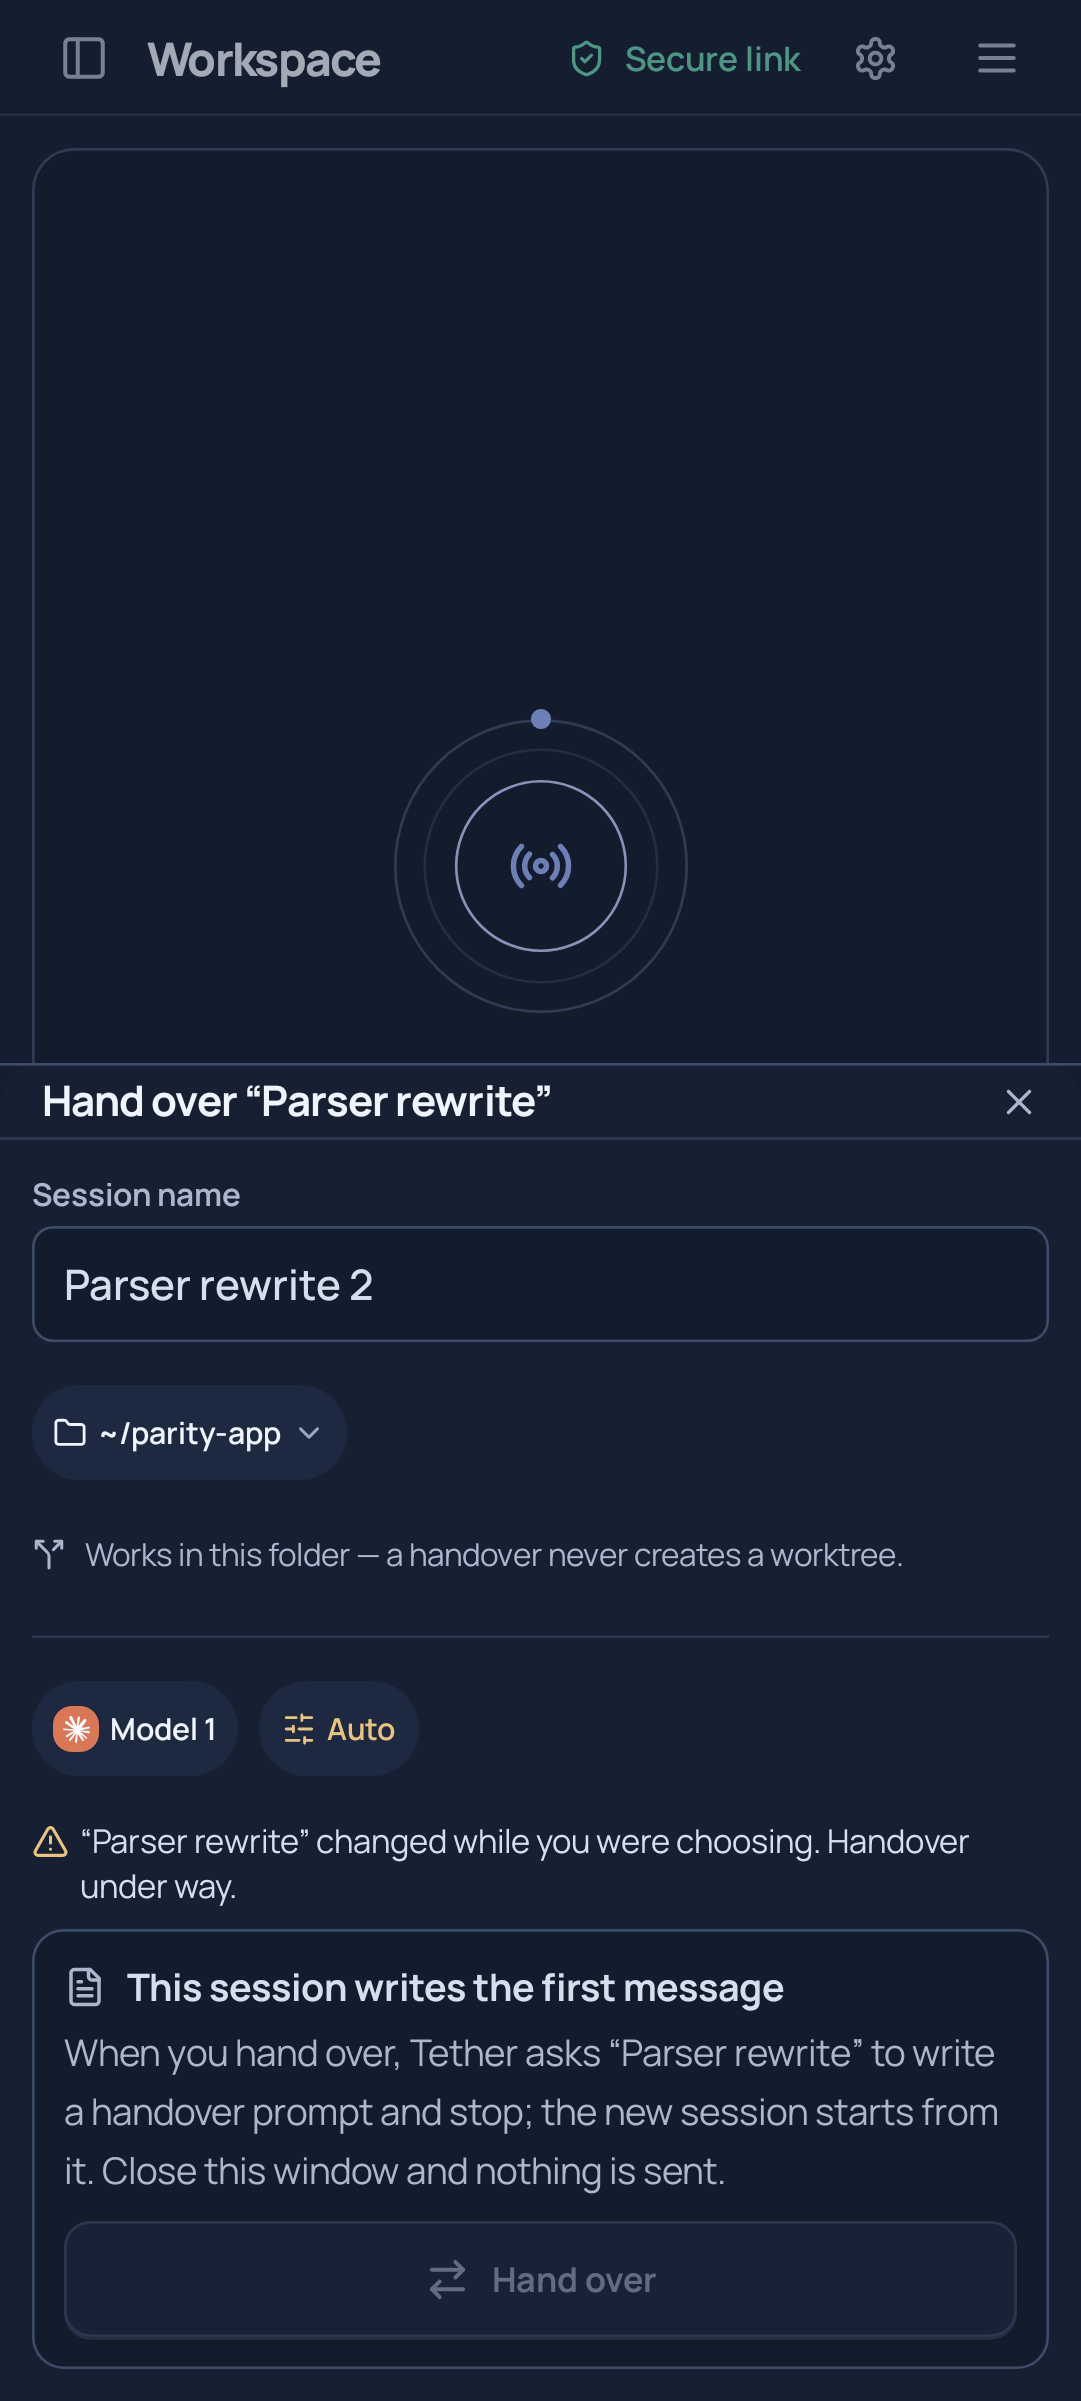 Workspace
Secure link
Hand over “Parser rewrite”
Session name
Parser rewrite 2
~/parity-app
Works in this folder — a handover never creates a worktree.
Model 1
Auto
“Parser rewrite” changed while you were choosing. Handover
under way.
This session writes the first message
When you hand over, Tether asks “Parser rewrite” to write
a handover prompt and stop; the new session starts from
it. Close this window and nothing is sent.
Hand over